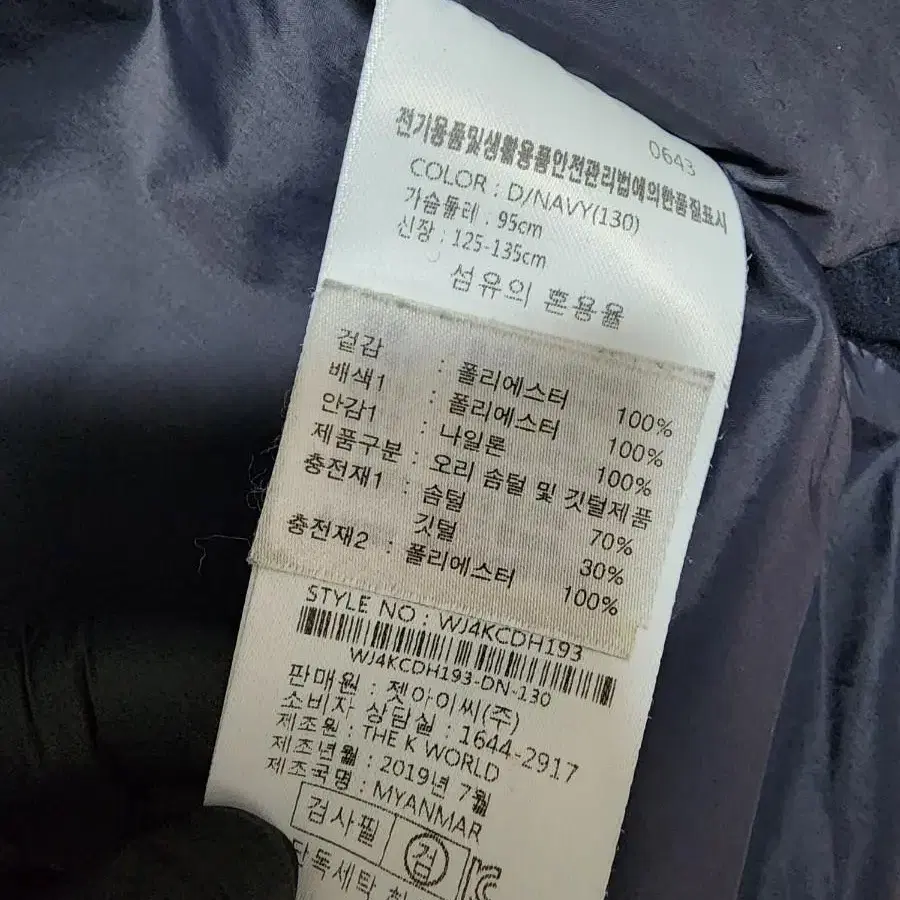 0643
전기용품및생활용품안전관리법에의한품질표시
COLOR : D/NAVY(130)
가슴둘레 : 95cm
신장 : 125-135cm
섬유의 혼용율
겉감 : 폴리에스터 100%
배색1 : 폴리에스터 100%
안감1 : 나일론 100%
제품구분 : 오리 솜털 및 깃털제품
충전재1 : 솜털 70%
깃털 30%
충전재2 : 폴리에스터 100%
STYLE NO : WJ4KCDH193
WJ4KCDH193-DN-130
판매원 : 젯아이씨(주)
소비자 상담실 : 1644-2917
제조원 : THE K WORLD
제조년월 : 2019년 7월
제조국명 : MYANMAR
검사필 검
단독세탁